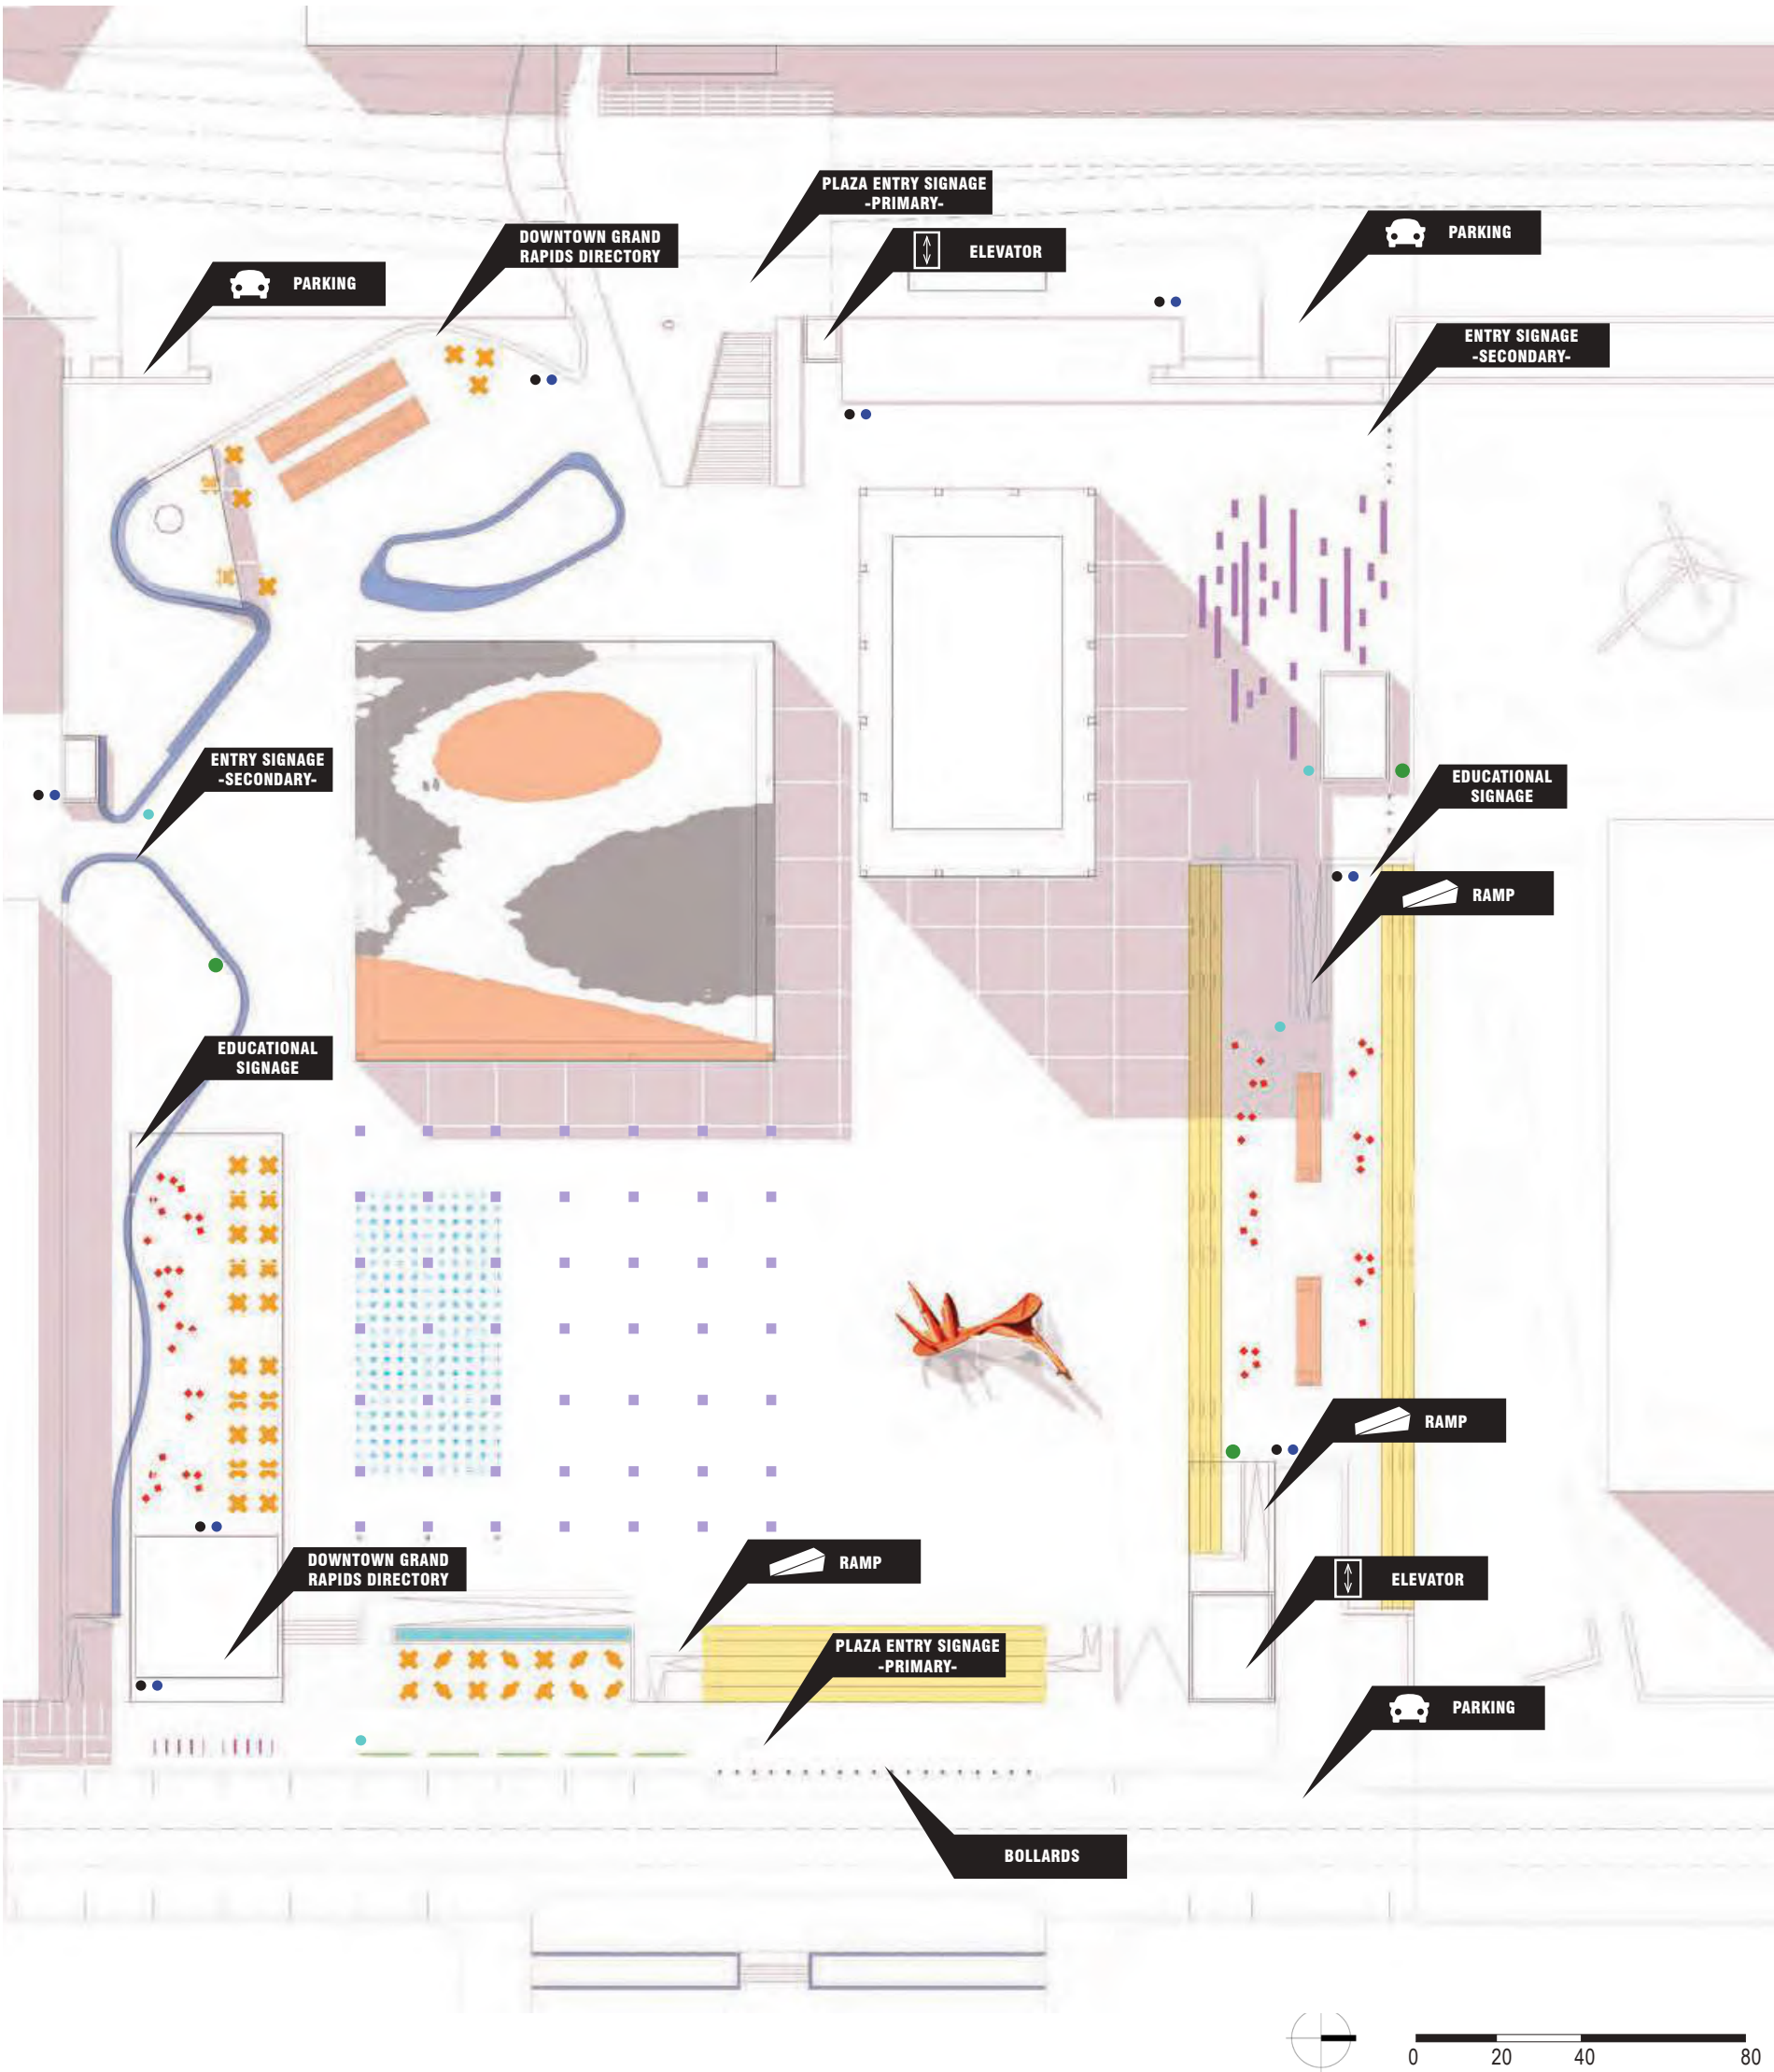 PLAZA ENTRY SIGNAGE
-PRIMARY-
DOWNTOWN GRAND
RAPIDS DIRECTORY
ELEVATOR
PARKING
PARKING
ENTRY SIGNAGE
-SECONDARY-
ENTRY SIGNAGE
-SECONDARY-
EDUCATIONAL
SIGNAGE
RAMP
EDUCATIONAL
SIGNAGE
RAMP
DOWNTOWN GRAND
RAPIDS DIRECTORY
RAMP
ELEVATOR
PLAZA ENTRY SIGNAGE
-PRIMARY-
PARKING
BOLLARDS
0 20 40 80